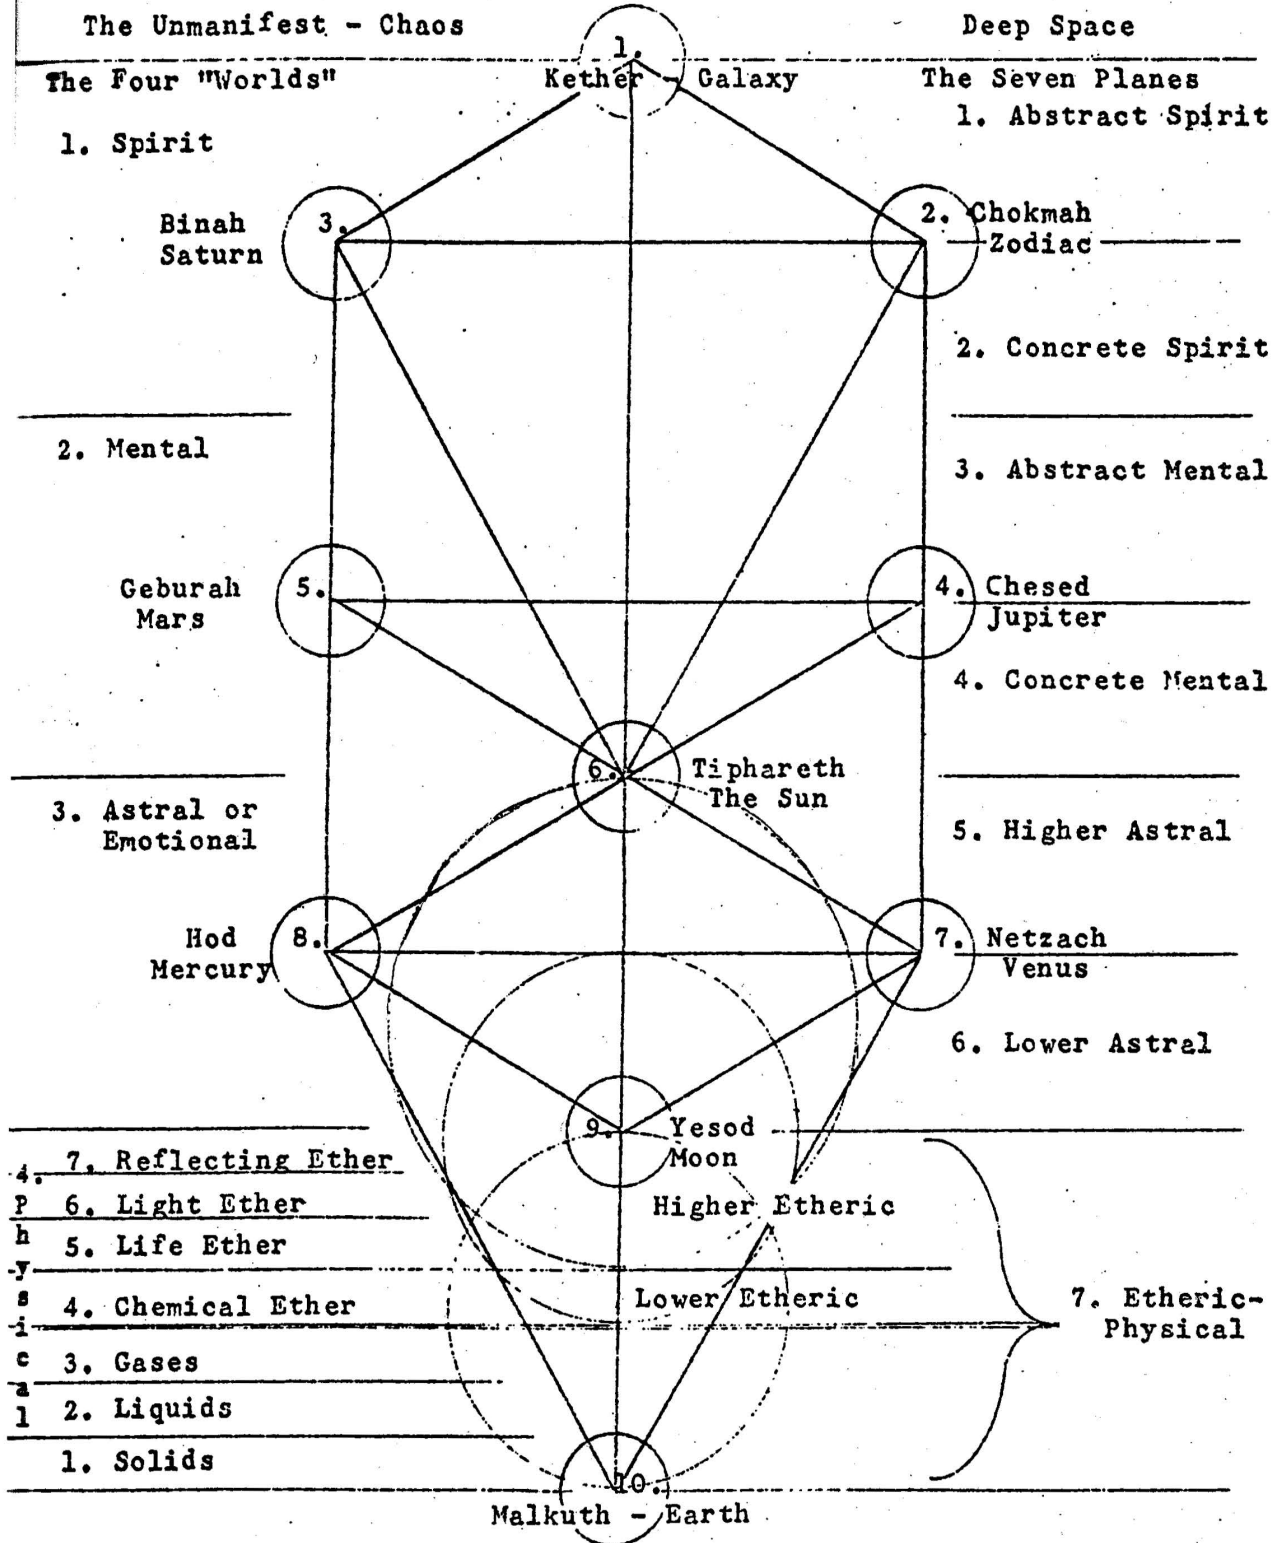 The Unmanifest - Chaos
Deep Space
1.
The Four "Worlds"
Kether - Galaxy
The Seven Planes
1. Abstract Spirit
1. Spirit
Binah
Saturn
3.
2. Chokmah
Zodiac
2. Concrete Spirit
2. Mental
3. Abstract Mental
Geburah
Mars
5.
4. Chesed
Jupiter
4. Concrete Mental
6.
Tiphareth
The Sun
3. Astral or
Emotional
5. Higher Astral
Hod
Mercury
8.
7. Netzach
Venus
6. Lower Astral
9.
Yesod
Moon
4. Physical
7. Reflecting Ether
6. Light Ether
Higher Etheric
5. Life Ether
4. Chemical Ether
Lower Etheric
7. Etheric-
Physical
3. Gases
2. Liquids
1. Solids
10.
Malkuth - Earth